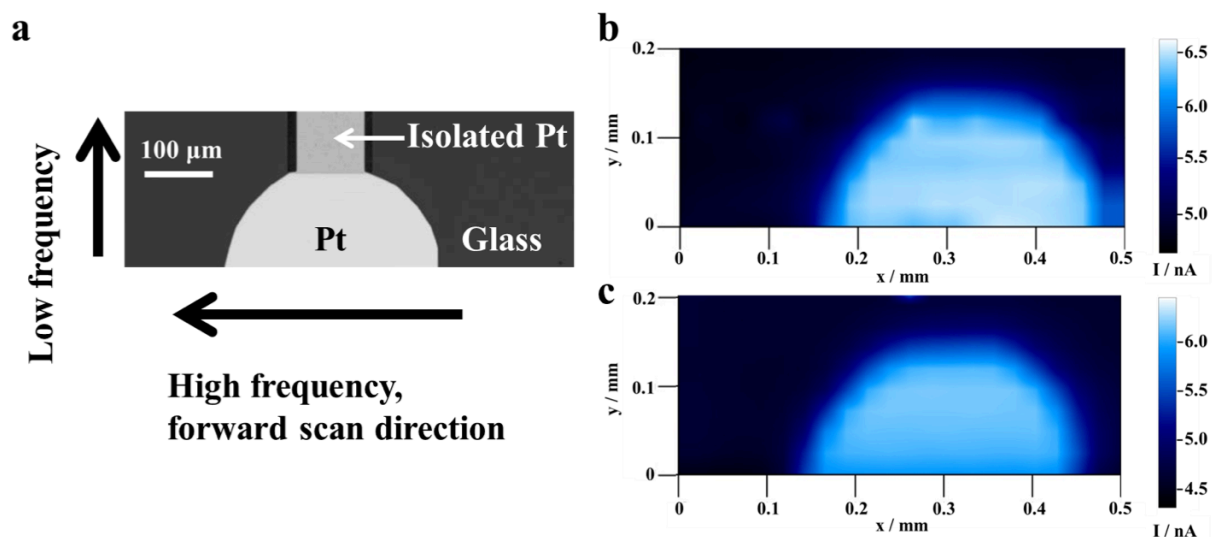 a
Low frequency
100 μm
Isolated Pt
Pt
Glass
High frequency,
forward scan direction
b
y / mm
0.2
0.1
0
0
0.1
0.2
0.3
0.4
0.5
x / mm
6.5
6.0
5.5
5.0
I / nA
c
y / mm
0.2
0.1
0
0
0.1
0.2
0.3
0.4
0.5
x / mm
6.0
5.5
5.0
4.5
I / nA